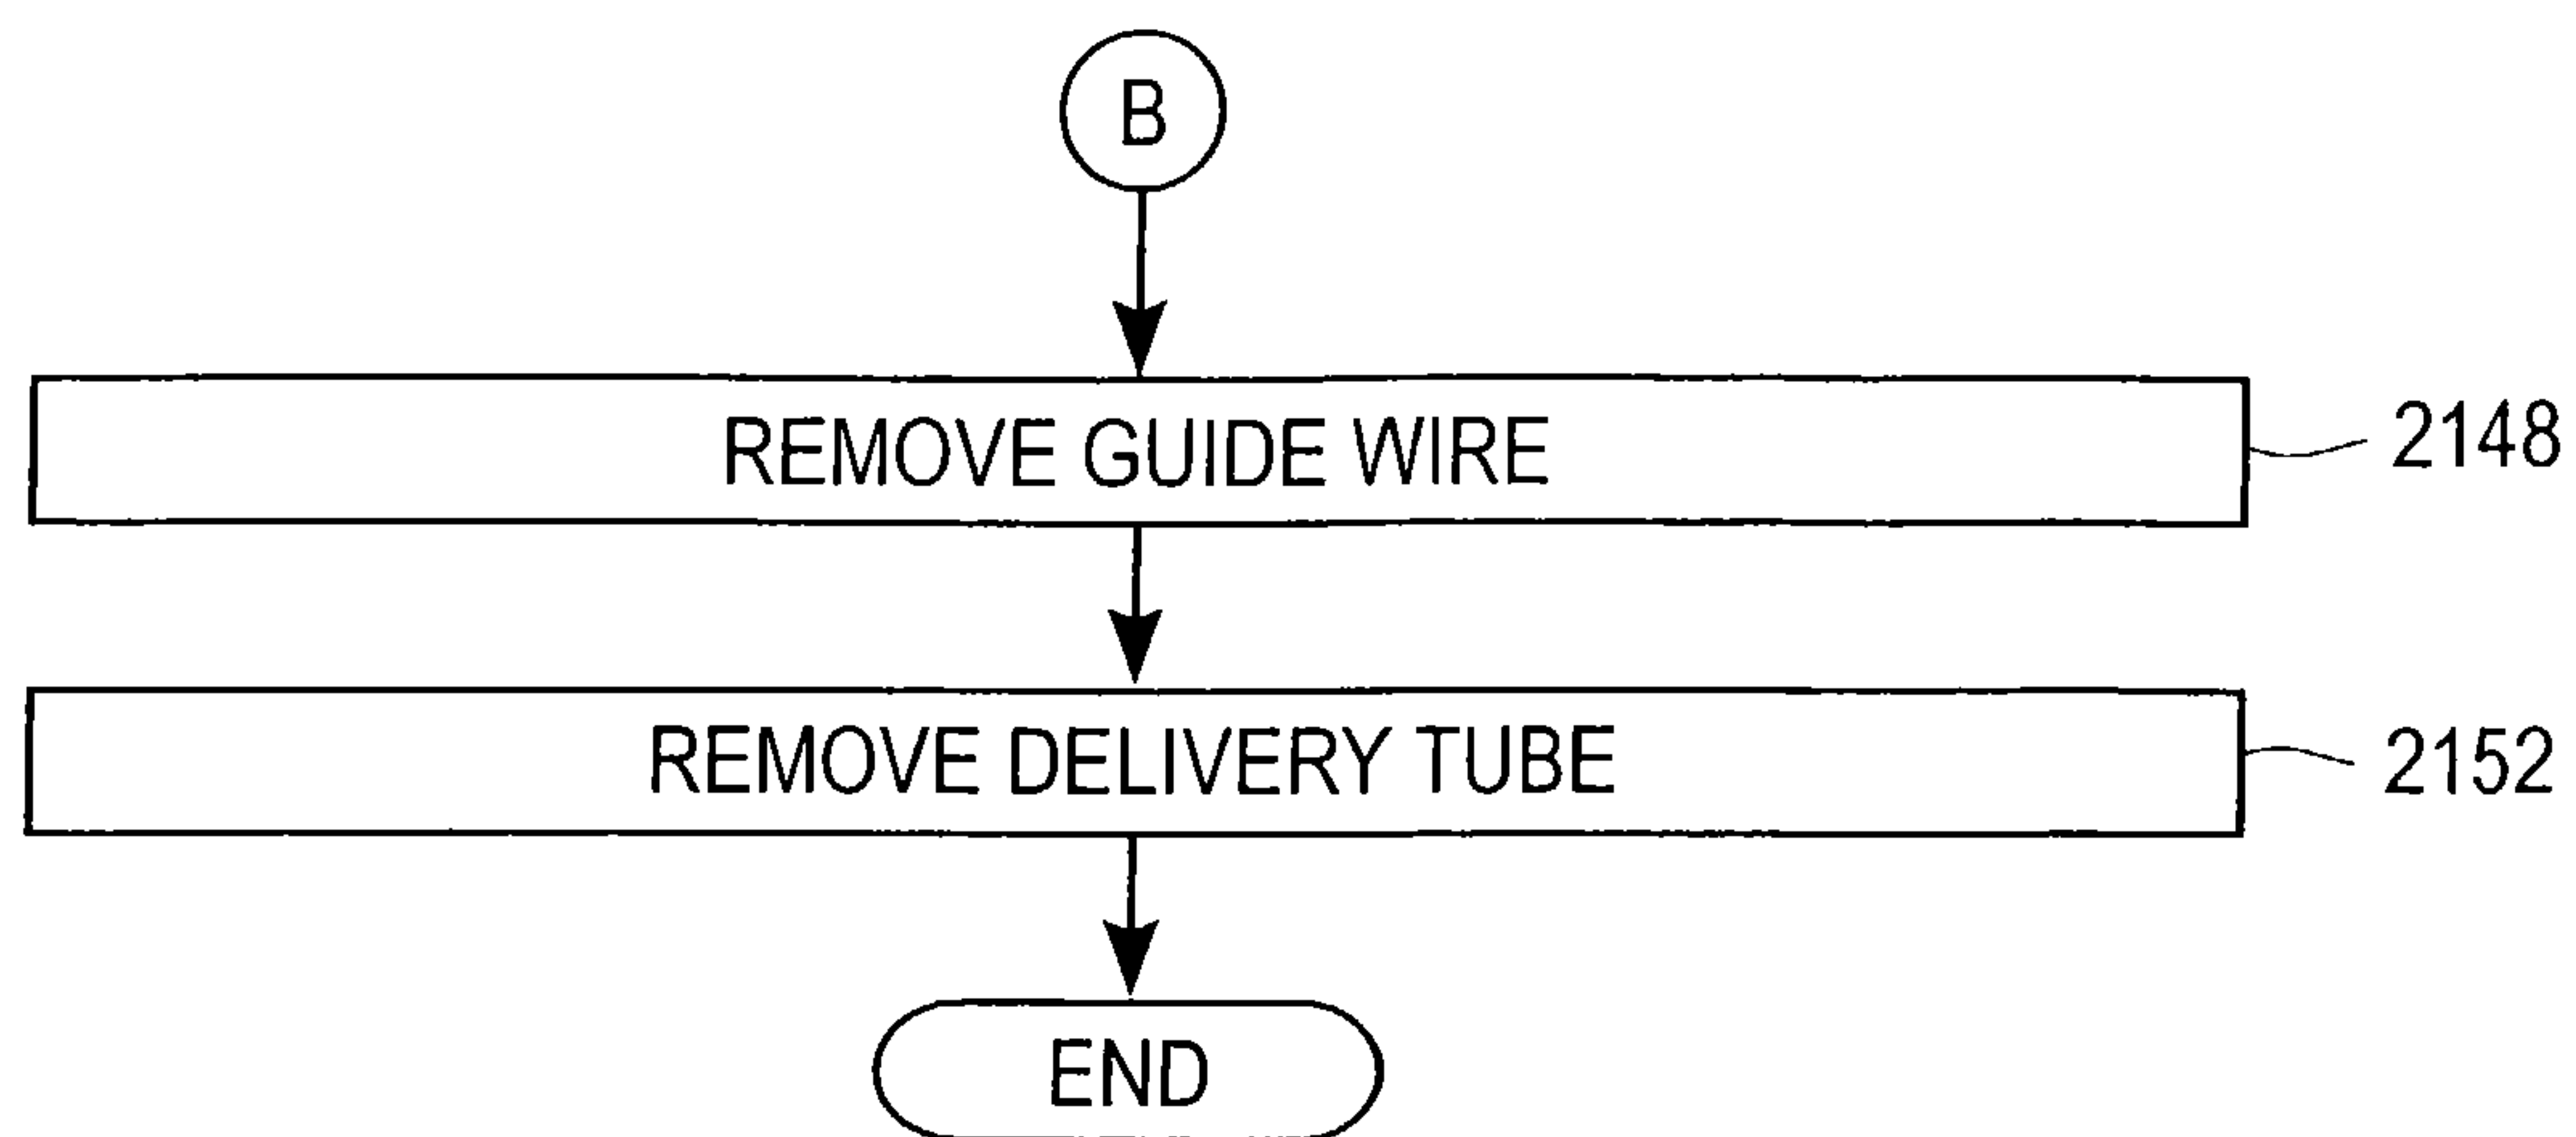 B
REMOVE GUIDE WIRE
2148
REMOVE DELIVERY TUBE
2152
END